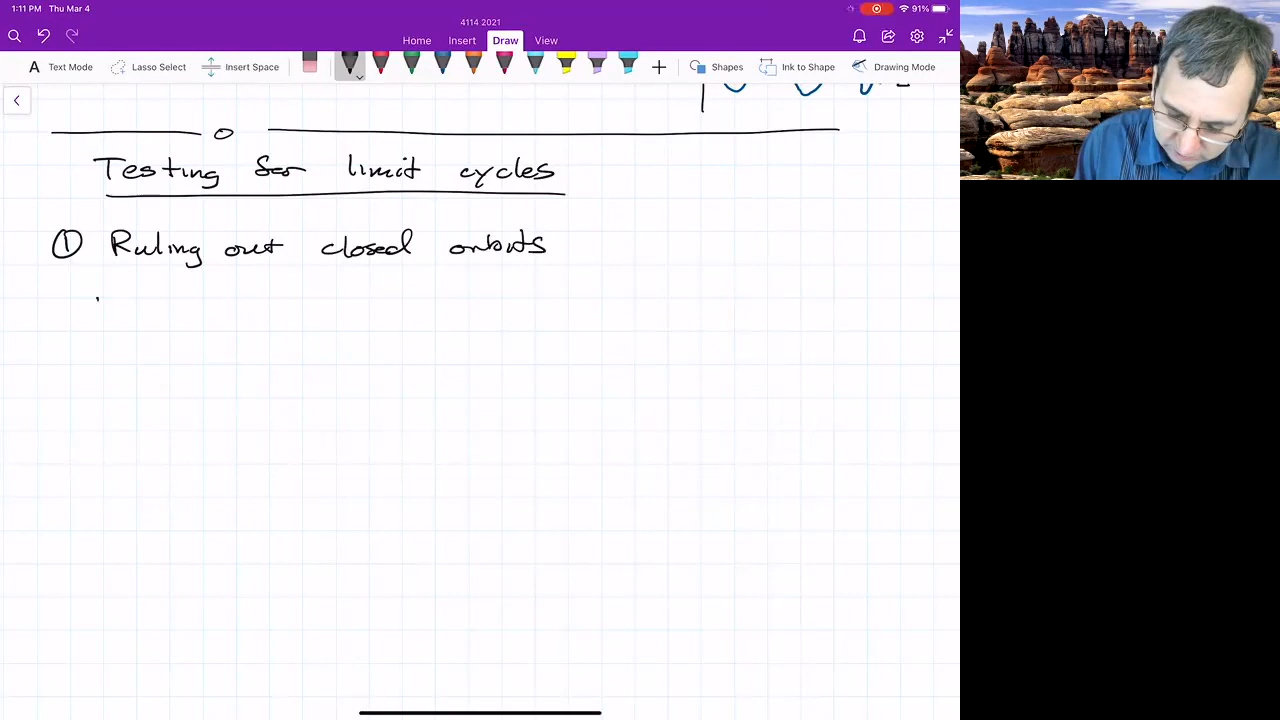 1:11 PM Thu Mar 4
91%
4114 2021
Home Insert Draw View
Text Mode Lasso Select Insert Space Shapes Ink to Shape Drawing Mode
Testing for limit cycles
① Ruling out closed orbits